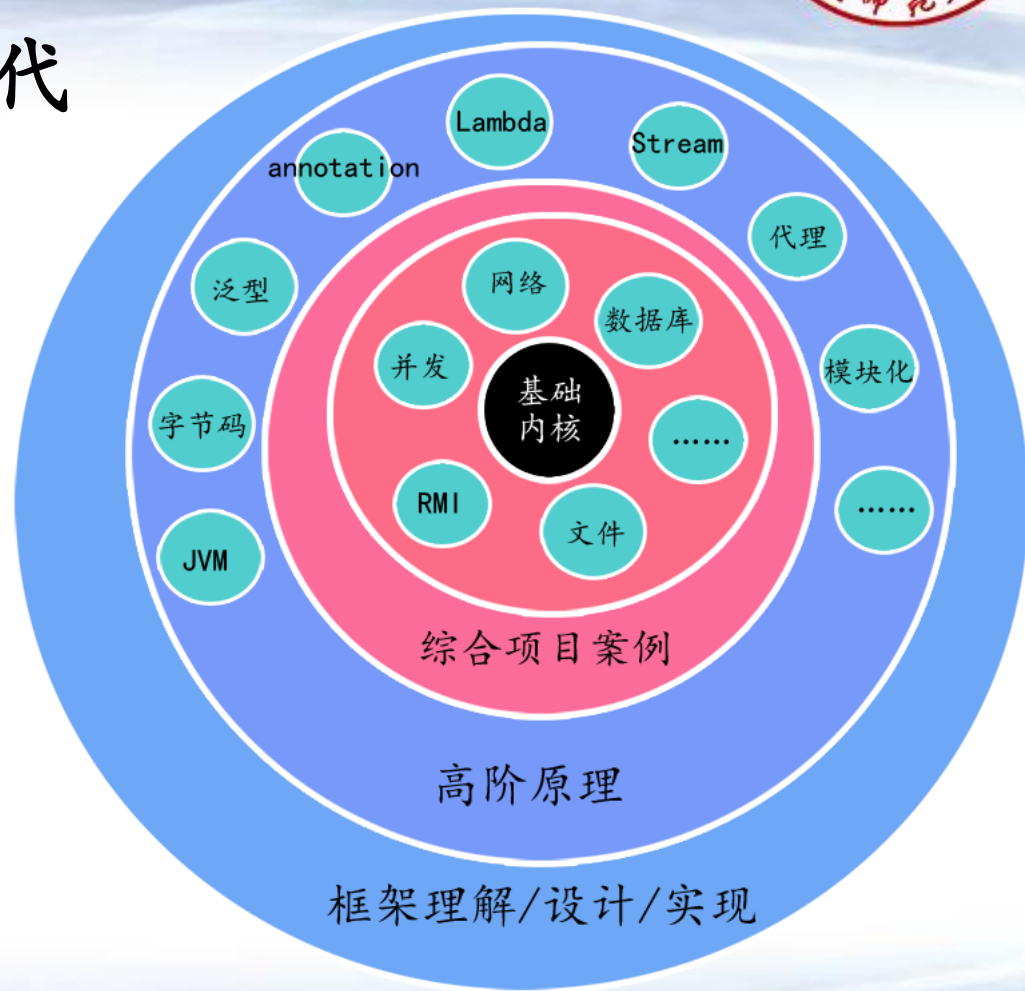 代
Lambda
Stream
annotation
代理
泛型
网络
数据库
并发
模块化
基础
内核
字节码
……
RMI
……
文件
JVM
综合项目案例
高阶原理
框架理解/设计/实现